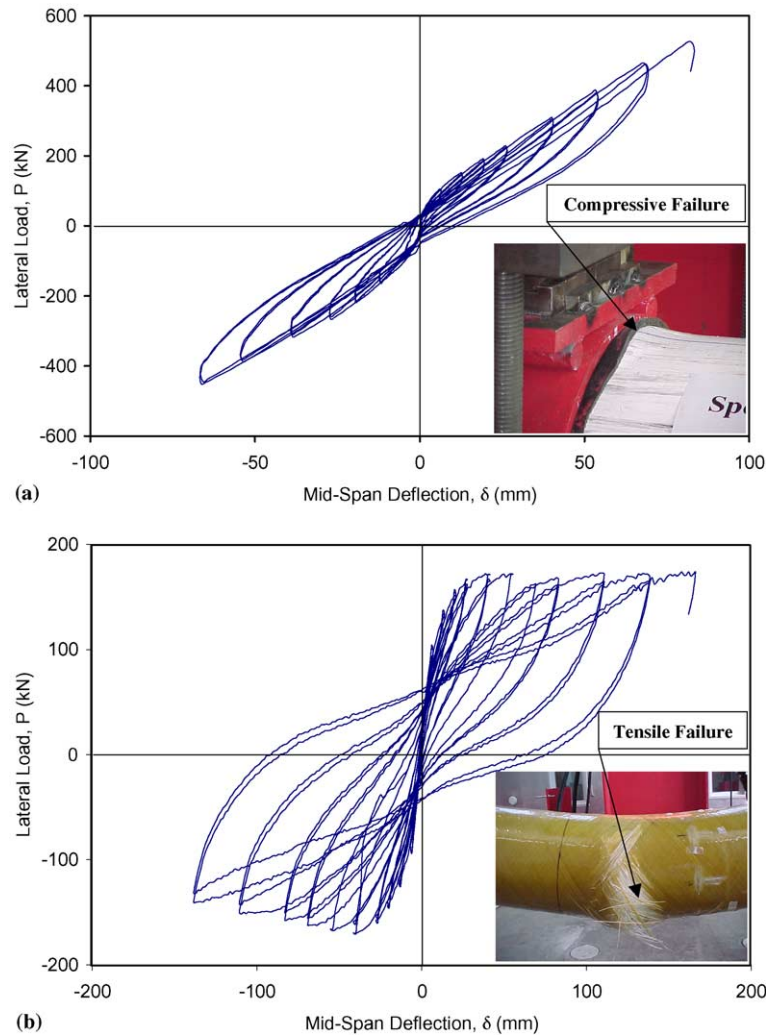 600
400
200
0
-200
-400
-600
-100
-50
0
50
100
Lateral Load, P (kN)
Mid-Span Deflection, δ (mm)
Compressive Failure
(a)
200
100
0
-100
-200
-200
-100
0
100
200
Lateral Load, P (kN)
Mid-Span Deflection, δ (mm)
Tensile Failure
(b)